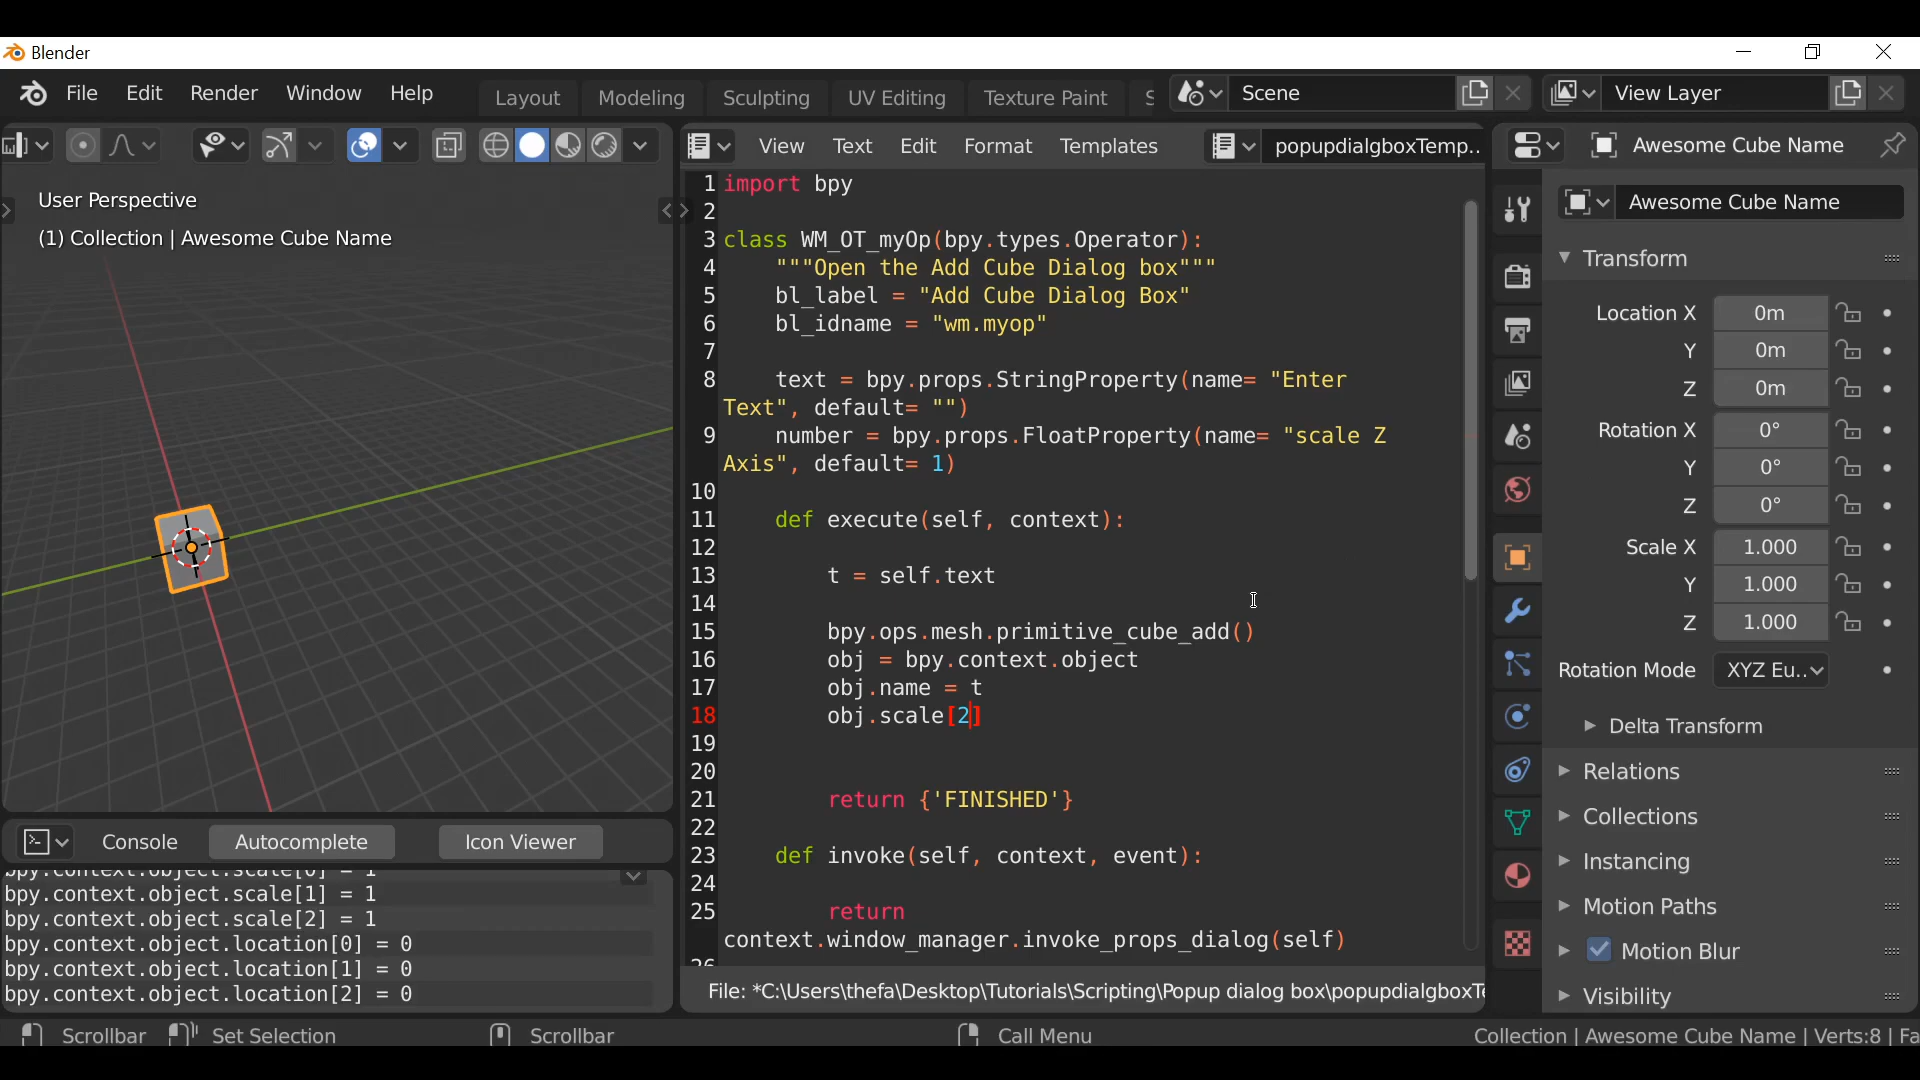 Blender
File Edit Render Window Help Layout Modeling Sculpting UV Editing Texture Paint Scene View Layer
View Text Edit Format Templates popupdialgboxTemp..
Awesome Cube Name
User Perspective
(1) Collection | Awesome Cube Name
1 import bpy
2
3 class WM_OT_myOp(bpy.types.Operator):
4 """Open the Add Cube Dialog box"""
5 bl_label = "Add Cube Dialog Box"
6 bl_idname = "wm.myop"
7
8 text = bpy.props.StringProperty(name= "Enter
Text", default= "")
9 number = bpy.props.FloatProperty(name= "scale Z
Axis", default= 1)
10
11 def execute(self, context):
12
13 t = self.text
14
15 bpy.ops.mesh.primitive_cube_add()
16 obj = bpy.context.object
17 obj.name = t
18 obj.scale[2]
19
20
21 return {'FINISHED'}
22
23 def invoke(self, context, event):
24
25 return
context.window_manager.invoke_props_dialog(self)
26
File: *C:\Users\thefa\Desktop\Tutorials\Scripting\Popup dialog box\popupdialgboxTe
Console Autocomplete Icon Viewer
bpy.context.object.scale[0] = 1
bpy.context.object.scale[1] = 1
bpy.context.object.scale[2] = 1
bpy.context.object.location[0] = 0
bpy.context.object.location[1] = 0
bpy.context.object.location[2] = 0
Awesome Cube Name
Transform
Location X 0m
Y 0m
Z 0m
Rotation X 0°
Y 0°
Z 0°
Scale X 1.000
Y 1.000
Z 1.000
Rotation Mode XYZ Eu..
Delta Transform
Relations
Collections
Instancing
Motion Paths
Motion Blur
Visibility
Scrollbar Set Selection Scrollbar Call Menu Collection | Awesome Cube Name | Verts:8 | Fa